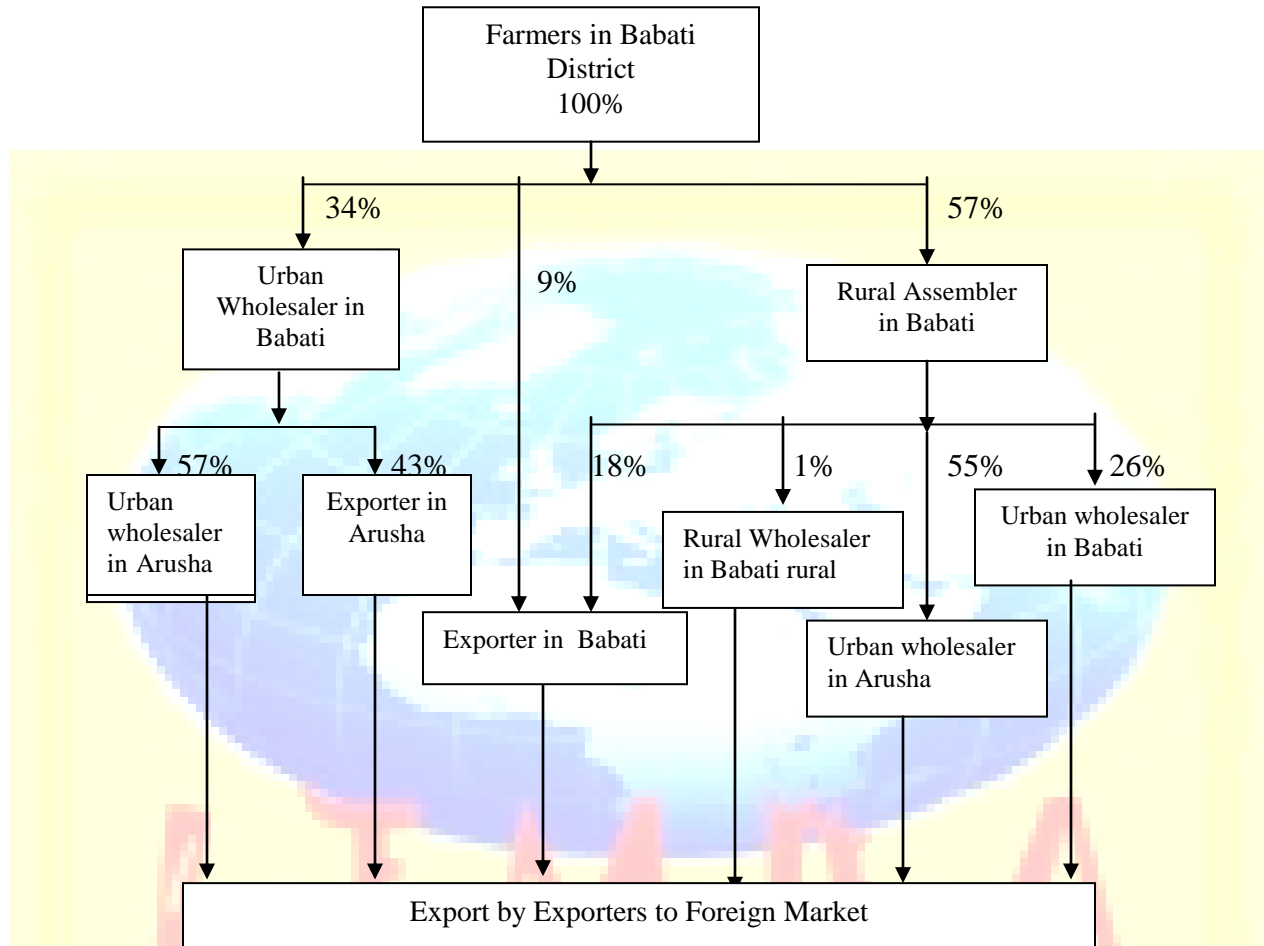 Farmers in Babati
District
100%
34%
57%
9%
Urban
Wholesaler in
Babati
Rural Assembler
in Babati
57%
43%
18%
1%
55%
26%
Urban
wholesaler
in Arusha
Exporter in
Arusha
Exporter in Babati
Rural Wholesaler
in Babati rural
Urban wholesaler
in Arusha
Urban wholesaler
in Babati
Export by Exporters to Foreign Market